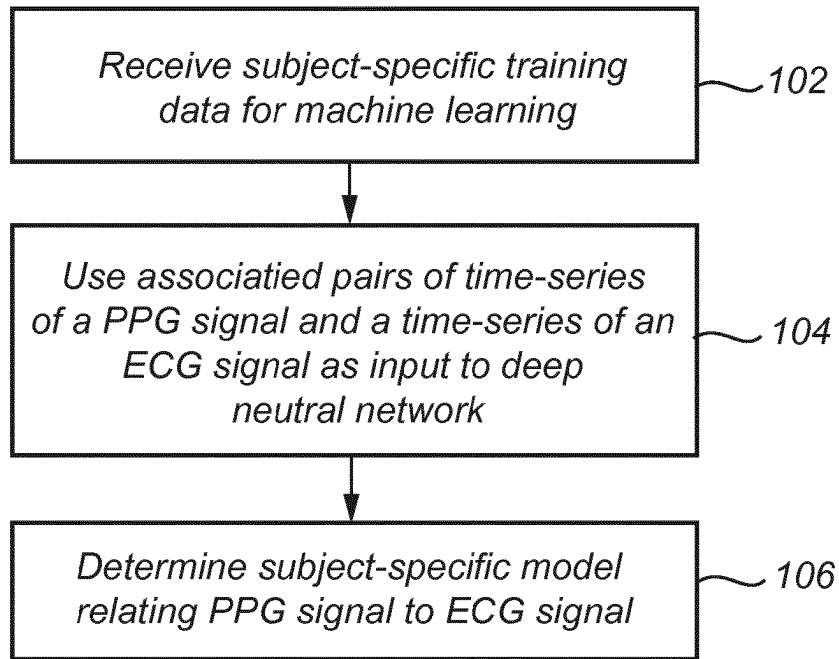 Receive subject-specific training
data for machine learning
102
Use associatied pairs of time-series
of a PPG signal and a time-series of an
ECG signal as input to deep
neutral network
104
Determine subject-specific model
relating PPG signal to ECG signal
106